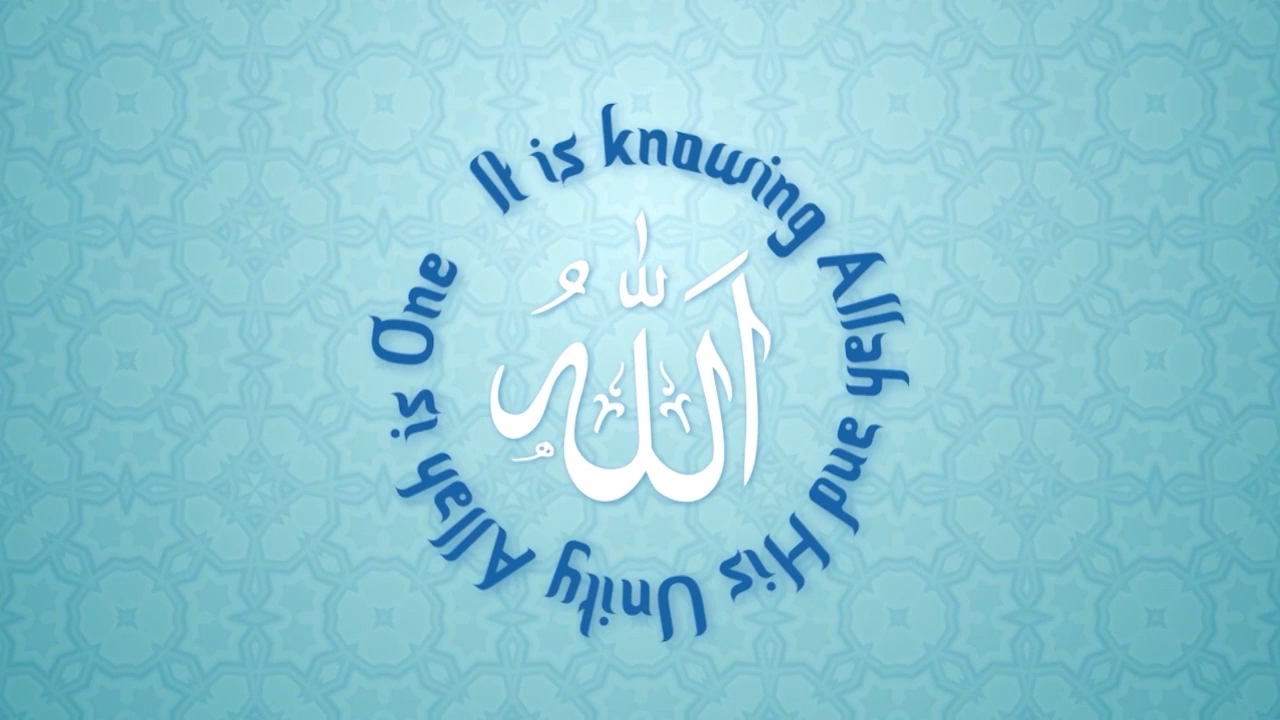 It is knowing Allah and His Unity Allah is One
الله